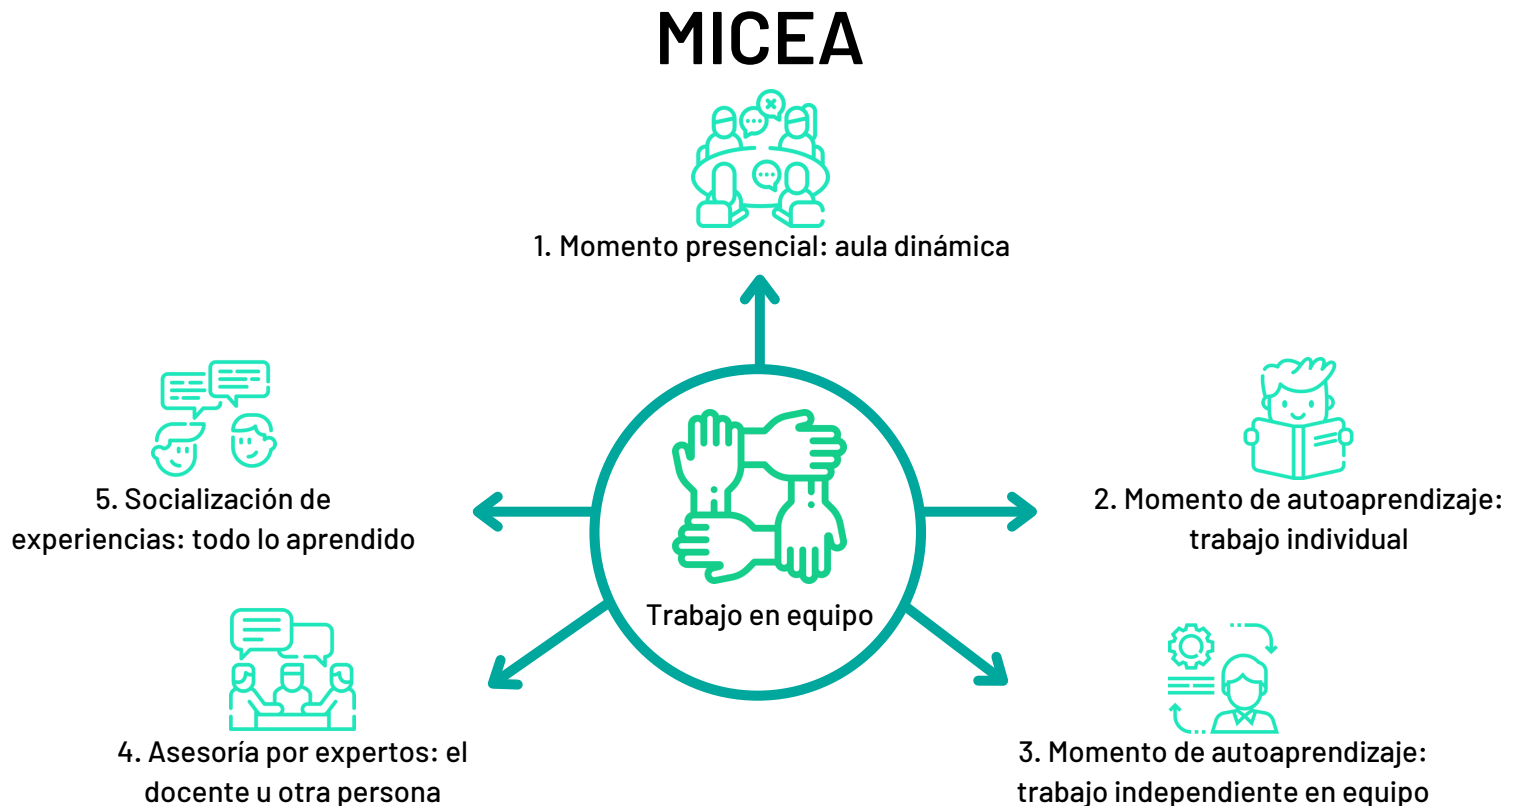 MICEA
1. Momento presencial: aula dinámica
2. Momento de autoaprendizaje:
trabajo individual
3. Momento de autoaprendizaje:
trabajo independiente en equipo
4. Asesoría por expertos: el
docente u otra persona
5. Socialización de
experiencias: todo lo aprendido
Trabajo en equipo